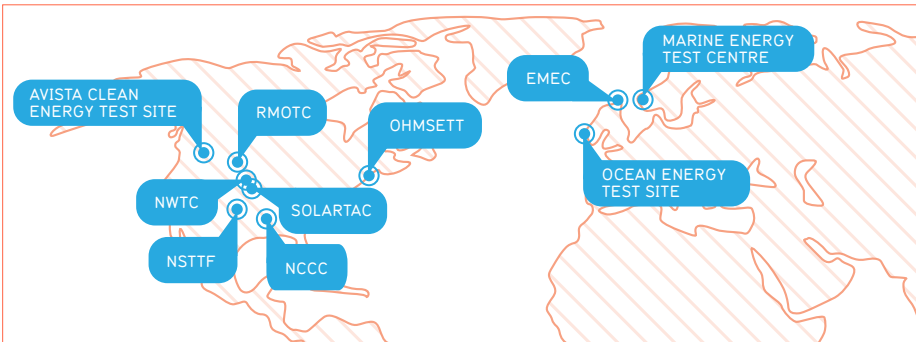 MARINE ENERGY
TEST CENTRE
EMEC
AVISTA CLEAN
ENERGY TEST SITE
RMOTC
OHMSETT
OCEAN ENERGY
TEST SITE
NWTC
SOLARTAC
NSTTF
NCCC